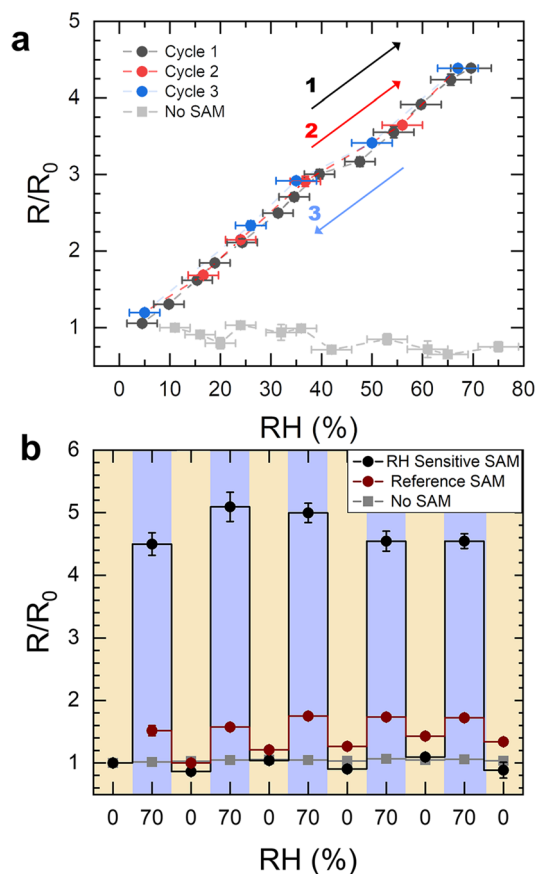 a
5
4
3
2
1
0
R/R0
Cycle 1
Cycle 2
Cycle 3
No SAM
1
2
3
0 10 20 30 40 50 60 70 80
RH (%)
b
6
5
4
3
2
1
0
R/R0
RH Sensitive SAM
Reference SAM
No SAM
0 70 0 70 0 70 0 70 0 70 0
RH (%)